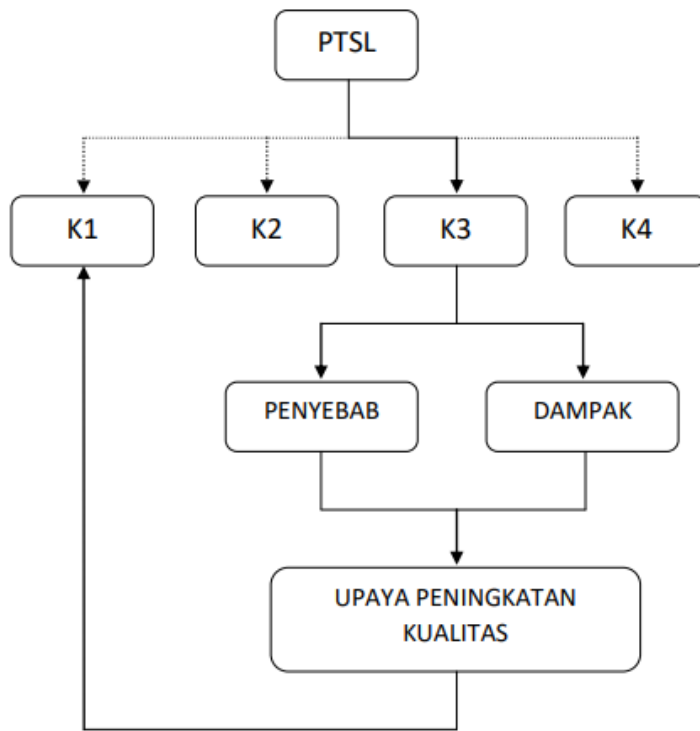 PTSL
K1
K2
K3
K4
PENYEBAB
DAMPAK
UPAYA PENINGKATAN
KUALITAS